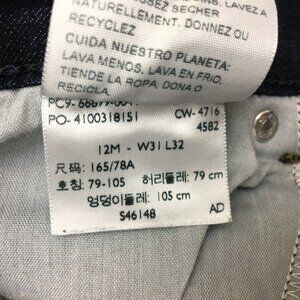 LAVEZ À
NATURELLEMENT. DONNEZ OU
RECYCLEZ
CUIDA NUESTRO PLANETA:
LAVA MENOS, LAVA EN FRIO,
TIENDE LA ROPA, DONA O
RECICLA
PC9-
CW- 4716
PO- 4100318151
4582
12M - W31 L32
尺码: 165/78A
호칭: 79-105 허리둘레: 79 cm
엉덩이둘레: 105 cm
S46148
AD